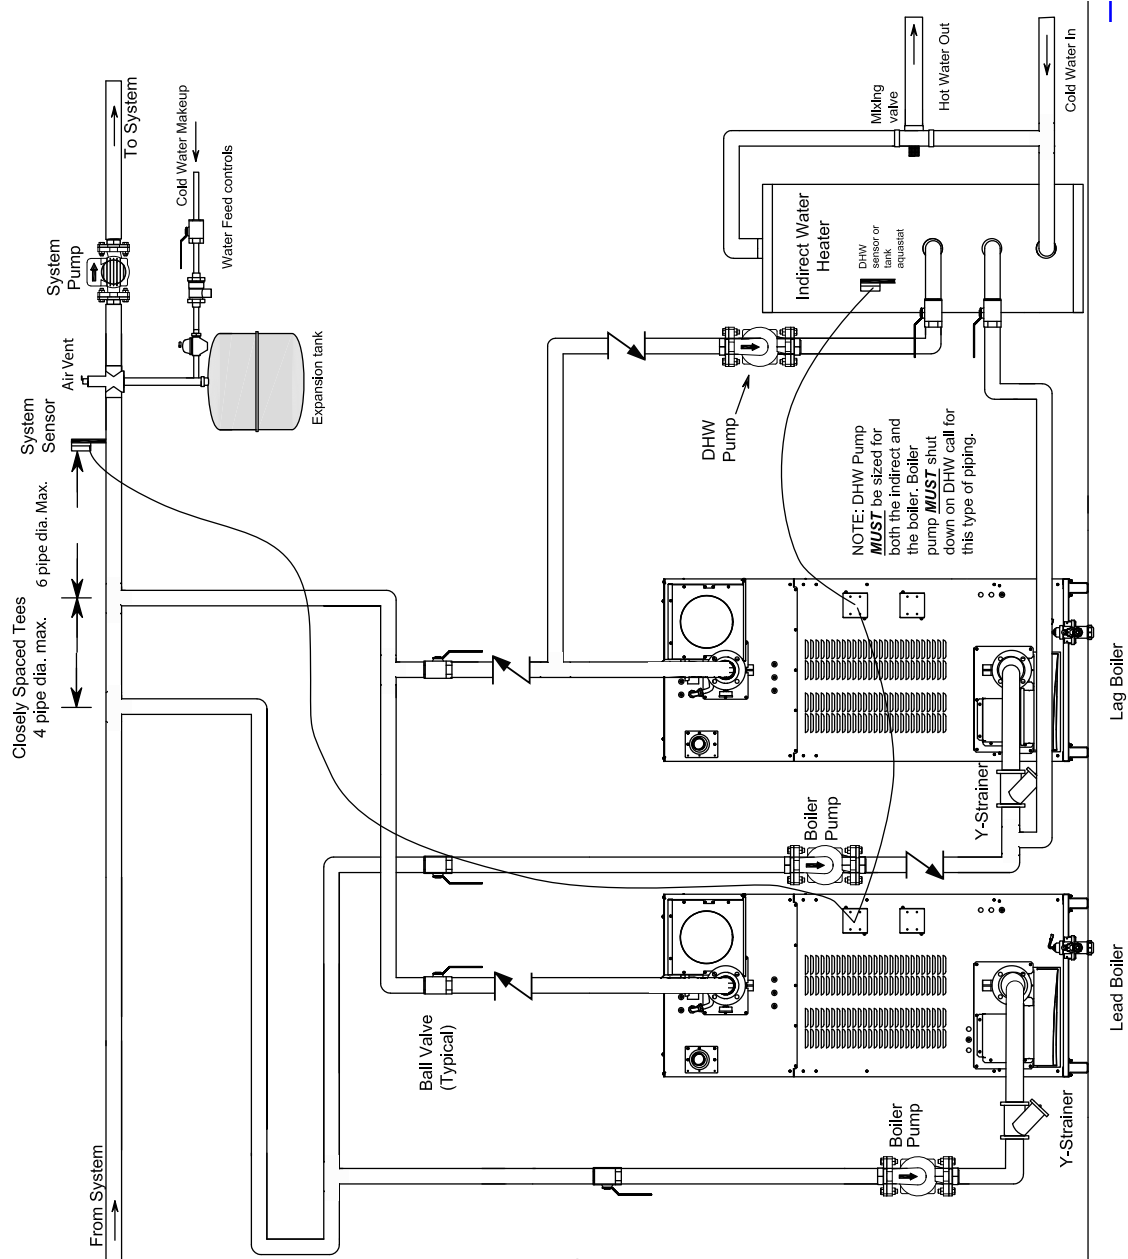 From System
Closely Spaced Tees
4 pipe dia. max.
6 pipe dia. Max.
System
Sensor
Air Vent
System
Pump
To System
Cold Water Makeup
Water Feed controls
Expansion tank
Ball Valve
(Typical)
DHW
Pump
Boiler
Pump
Boiler
Pump
NOTE: DHW Pump
MUST be sized for
both the indirect and
the boiler. Boiler
pump MUST shut
down on DHW call for
this type of piping.
Indirect Water
Heater
DHW
sensor or
tank
aquastat
Mixing
valve
Hot Water Out
Cold Water In
Y-Strainer
Y-Strainer
Lead Boiler
Lag Boiler